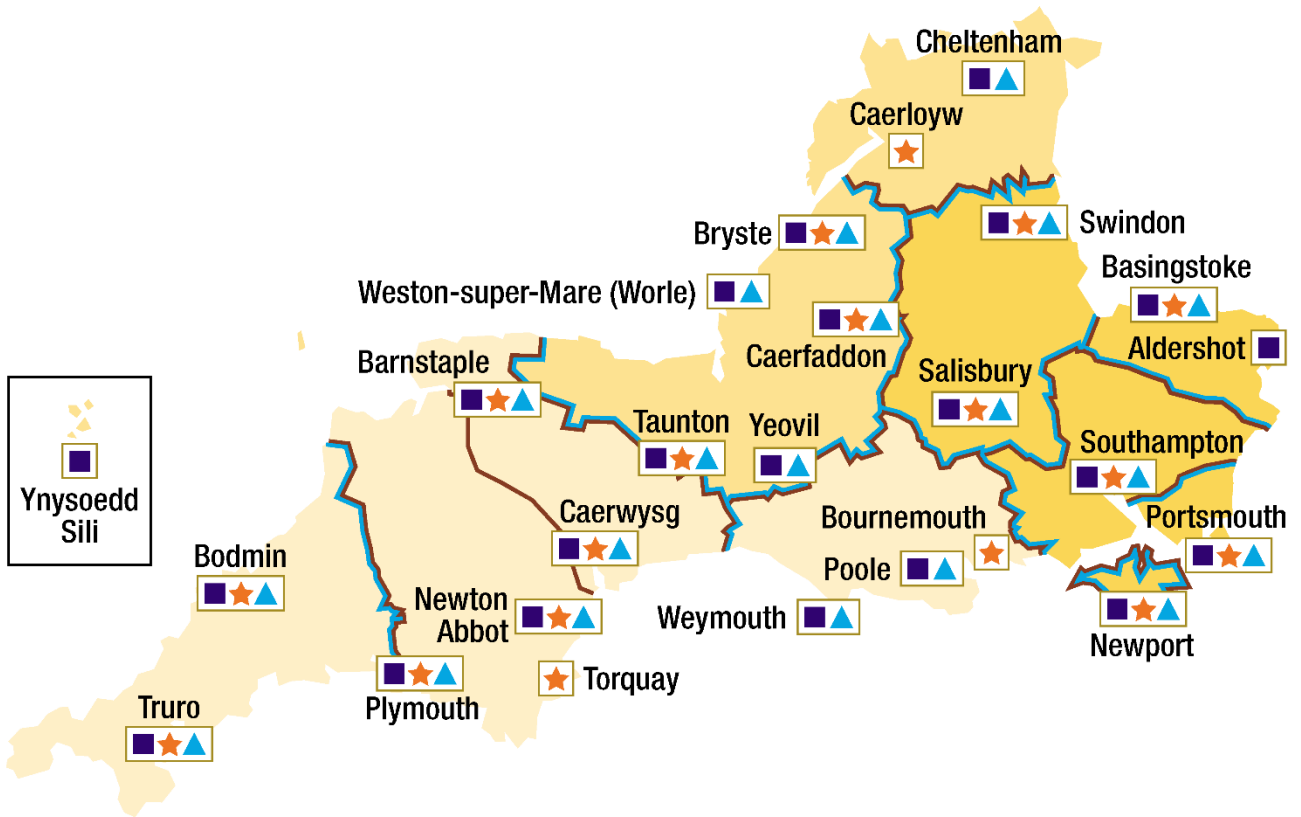 Cheltenham
Caerloyw
Bryste
Swindon
Weston-super-Mare (Worle)
Basingstoke
Barnstaple
Caerfaddon
Aldershot
Salisbury
Taunton
Yeovil
Southampton
Ynysoedd
Sili
Caerwysg
Bournemouth
Portsmouth
Bodmin
Poole
Newton
Abbot
Weymouth
Newport
Torquay
Plymouth
Truro